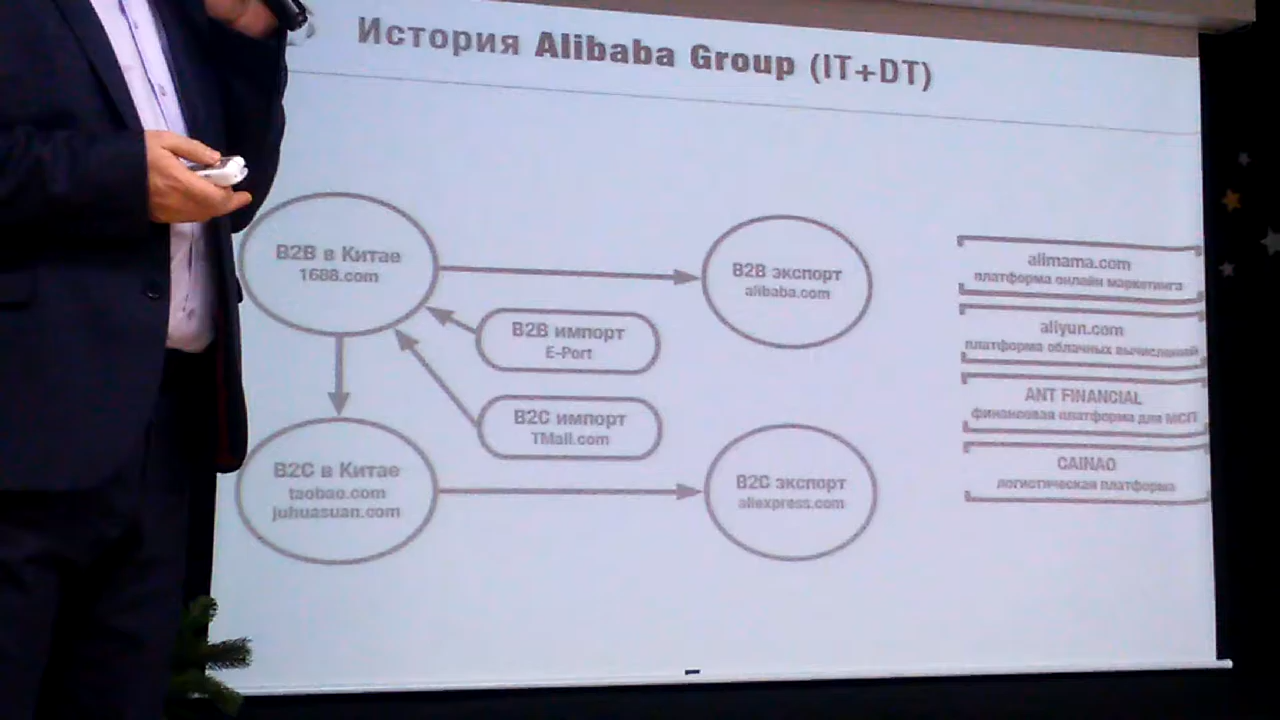 История Alibaba Group (IT+DT)
B2B в Китае
1688.com
B2B экспорт
alibaba.com
B2B импорт
E-Port
B2C импорт
TMall.com
B2C в Китае
taobao.com
juhuasuan.com
B2C экспорт
aliexpress.com
alimama.com
платформа онлайн маркетинга
aliyun.com
платформа облачных вычислений
ANT FINANCIAL
финансовая платформа для МСП
CAINAO
логистическая платформа